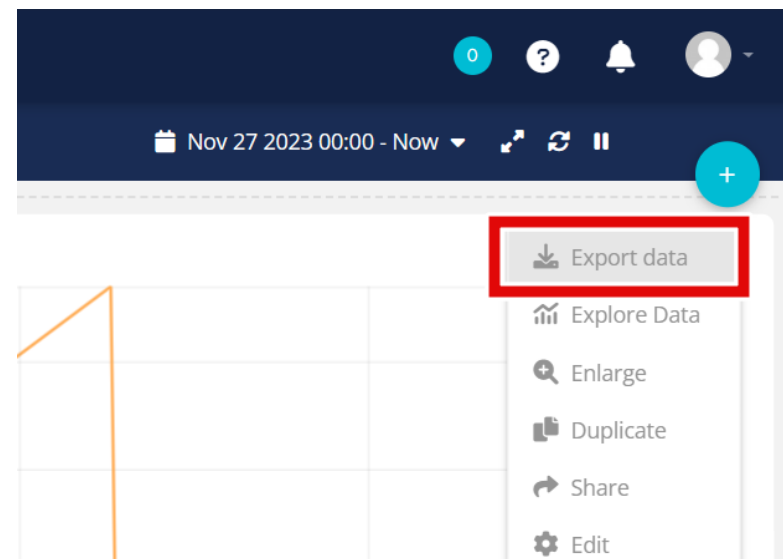 0
?
Nov 27 2023 00:00 - Now
+
Export data
Explore Data
Enlarge
Duplicate
Share
Edit